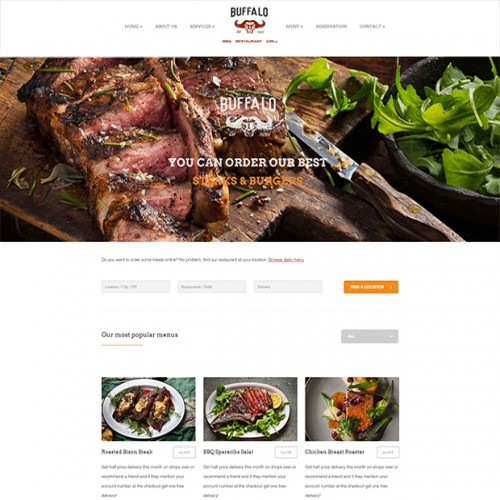 BUFFALO
HOME ABOUT US SERVICES MENU RESERVATION CONTACT
BBQ RESTAURANT GRILL
BUFFALO
YOU CAN ORDER OUR BEST
STEAKS & BURGERS
Do you want to order some meals online? No problem, find our restaurant at your location. Browse daily menu
Location / City / ZIP Restaurants / Grills Delivery FIND A LOCATION
Our most popular menus
Roasted Bison Steak BBQ Spareribs Salat Chicken Breast Roaster
Get half price delivery this month on shops over or Get half price delivery this month on shops over or Get half price delivery this month on shops over or
recommend a friend and if they mention your recommend a friend and if they mention your recommend a friend and if they mention your
account number at the checkout get one free account number at the checkout get one free account number at the checkout get one free
delivery! delivery! delivery!